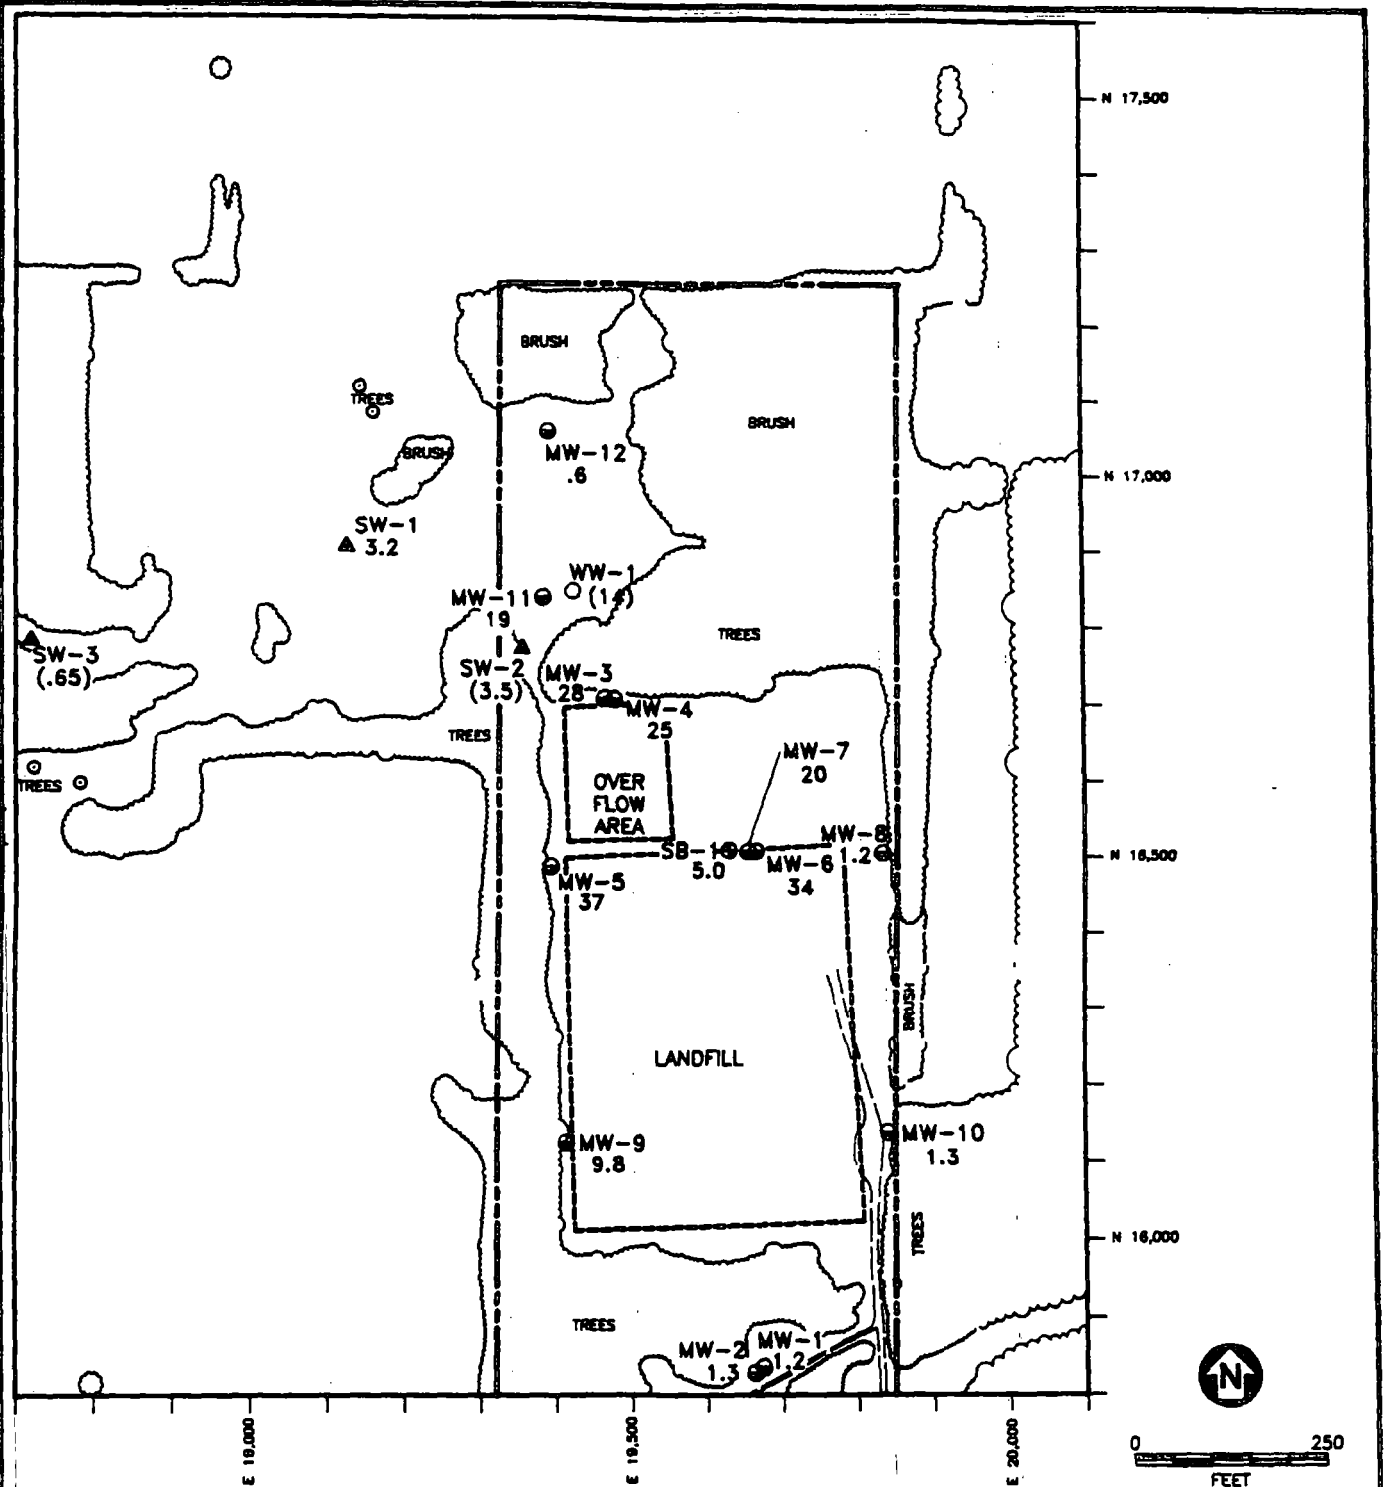 N 17,500
BRUSH
TREES
BRUSH
BRUSH
MW-12
.6
N 17,000
SW-1
3.2
WW-1
(14)
MW-11
19
TREES
SW-3
(.65)
SW-2
(3.5)
MW-3
28
MW-4
25
TREES
MW-7
20
TREES
OVER
FLOW
AREA
MW-8
1.2
SB-1
5.0
MW-6
34
N 16,500
MW-5
37
BRUSH
LANDFILL
MW-9
9.8
MW-10
1.3
TREES
N 16,000
TREES
MW-2
1.3
MW-1
1.2
N
E 19,000
E 19,500
E 20,000
0 250
FEET